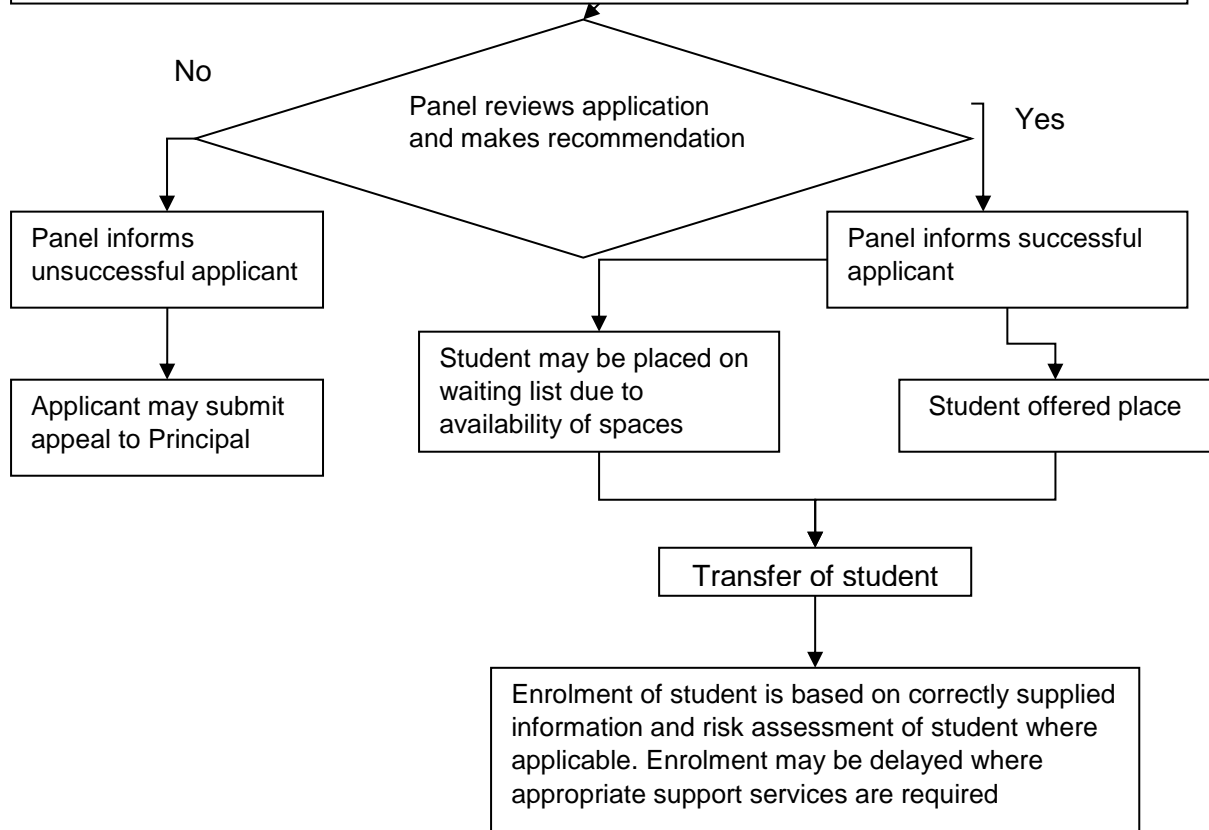 No
Panel reviews application
and makes recommendation
Yes
Panel informs
unsuccessful applicant
Panel informs successful
applicant
Student may be placed on
waiting list due to
availability of spaces
Applicant may submit
appeal to Principal
Student offered place
Transfer of student
Enrolment of student is based on correctly supplied
information and risk assessment of student where
applicable. Enrolment may be delayed where
appropriate support services are required